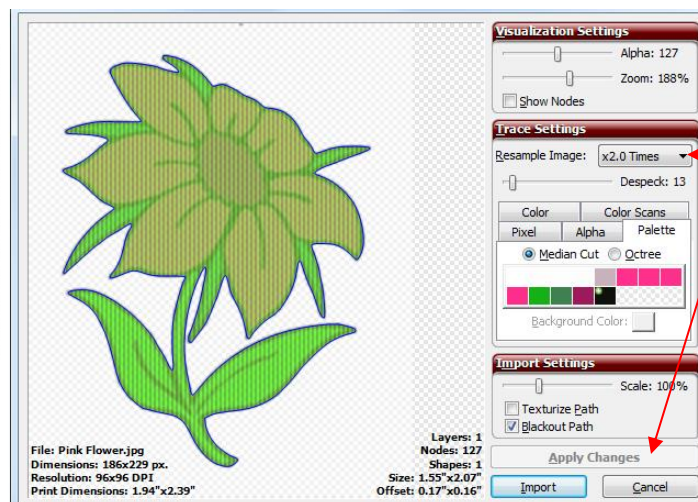 Visualization Settings
Alpha: 127
Zoom: 188%
Show Nodes
Trace Settings
Resample Image: x2.0 Times
Despeck: 13
Color Color Scans
Pixel Alpha Palette
Median Cut Octree
Background Color:
Import Settings
Scale: 100%
Texturize Path
Blackout Path
Apply Changes
Import Cancel
File: Pink Flower.jpg
Dimensions: 186x229 px.
Resolution: 96x96 DPI
Print Dimensions: 1.94"x2.39"
Layers: 1
Nodes: 127
Shapes: 1
Size: 1.55"x2.07"
Offset: 0.17"x0.16"